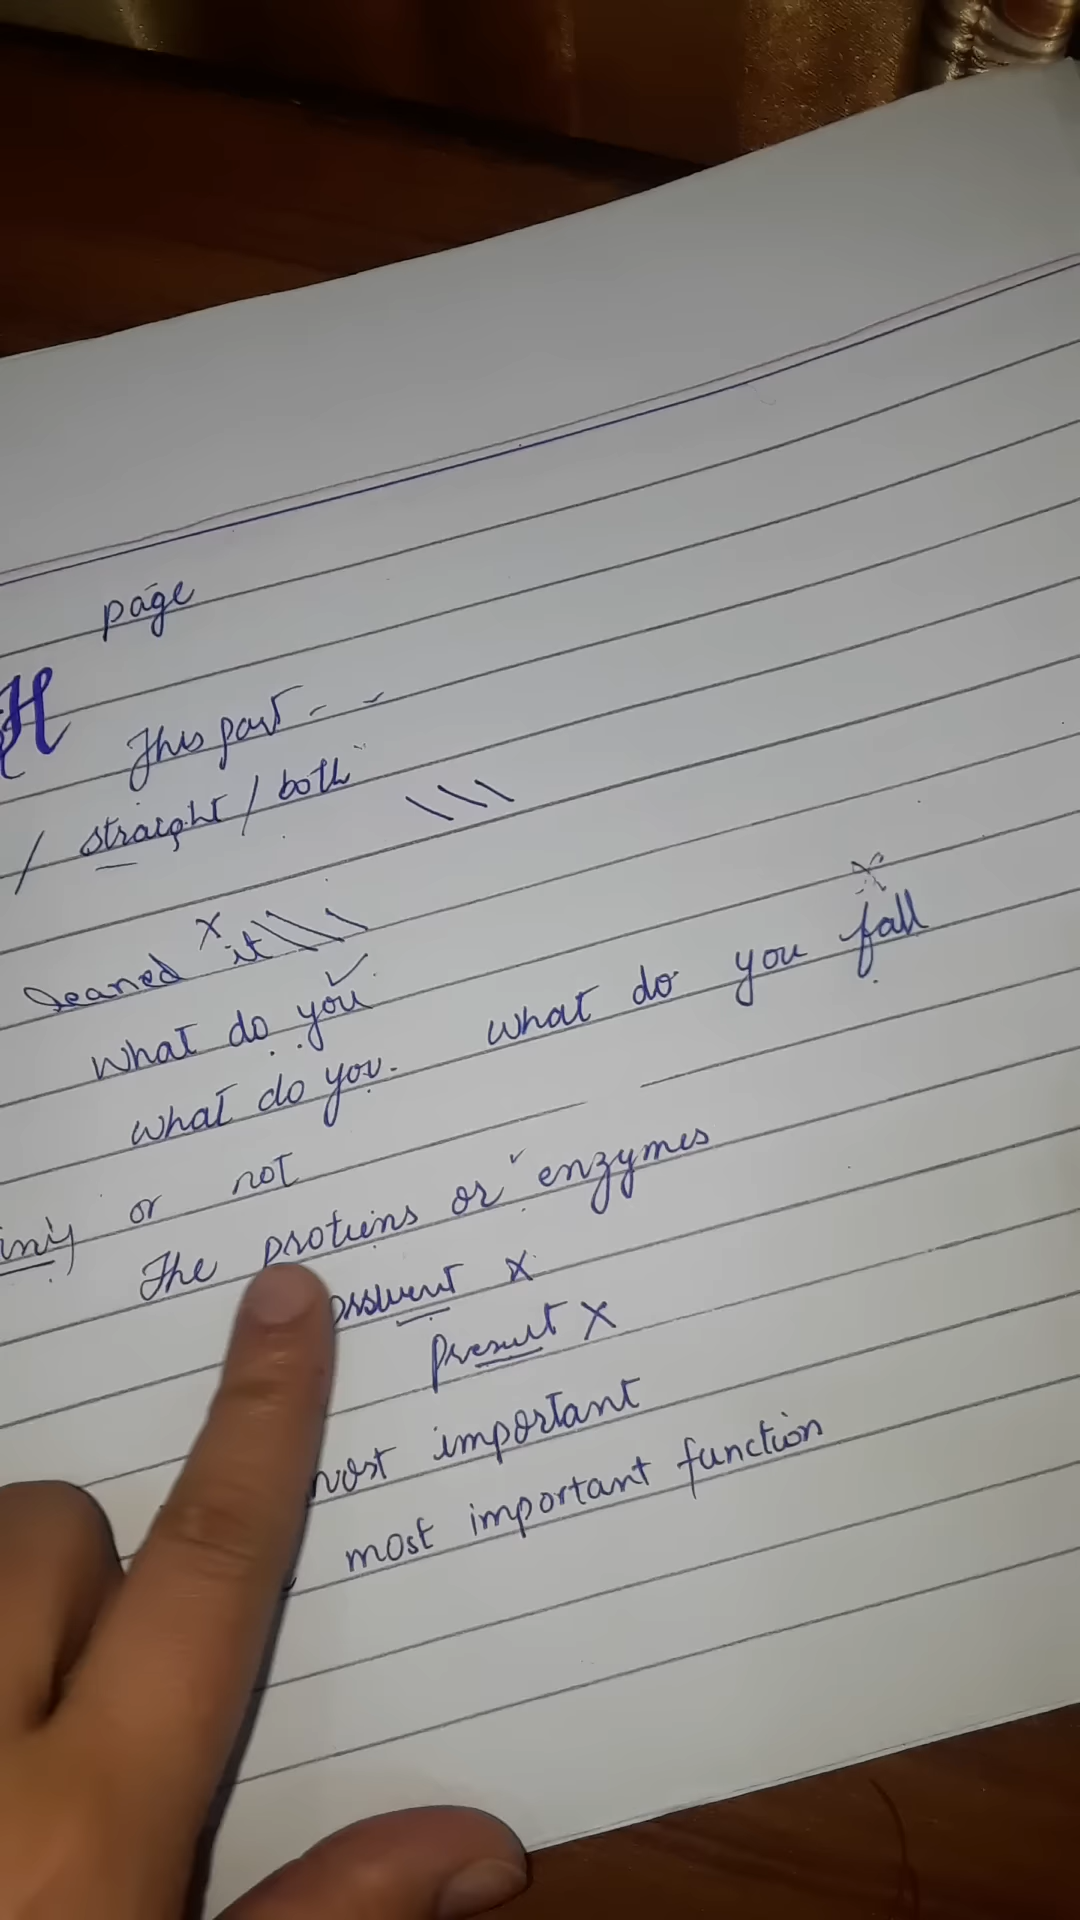 page
H This part - -
/ straight / both
leaned it
What do you
What do you. What do you fall
or not
The protiens or enzymes
Present
most important
most important function